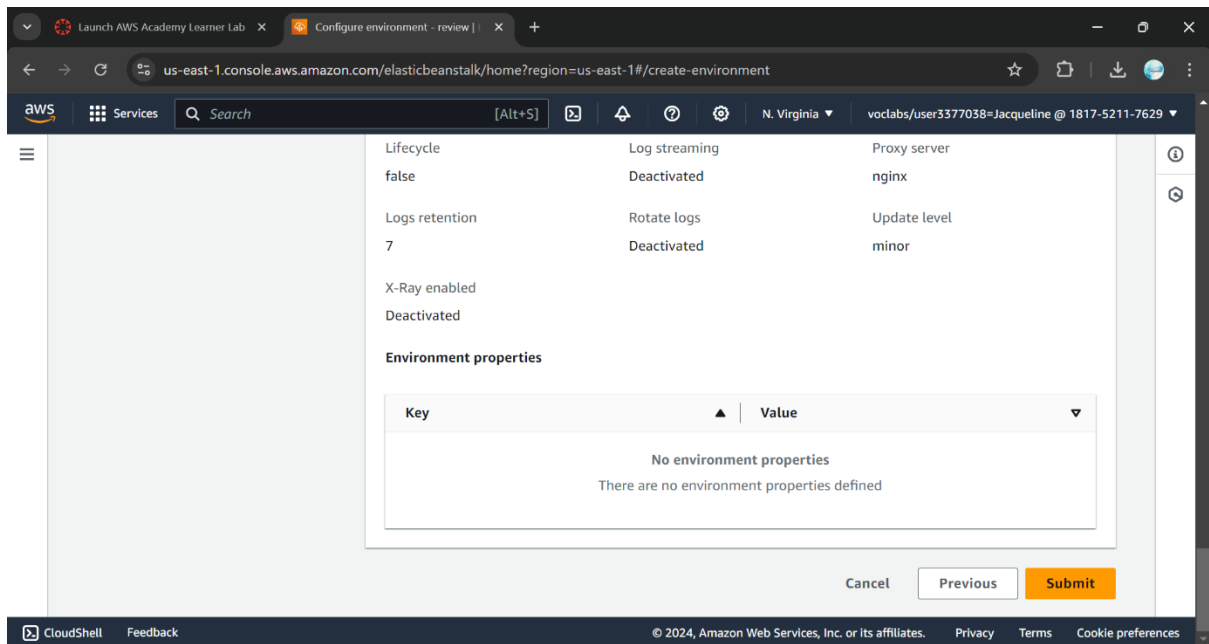 Launch AWS Academy Learner Lab
Configure environment - review |
us-east-1.console.aws.amazon.com/elasticbeanstalk/home?region=us-east-1#/create-environment
aws Services Search [Alt+S] N. Virginia voclabs/user3377038=Jacqueline @ 1817-5211-7629
Lifecycle Log streaming Proxy server
false Deactivated nginx
Logs retention Rotate logs Update level
7 Deactivated minor
X-Ray enabled
Deactivated
Environment properties
Key Value
No environment properties
There are no environment properties defined
Cancel Previous Submit
CloudShell Feedback © 2024, Amazon Web Services, Inc. or its affiliates. Privacy Terms Cookie preferences